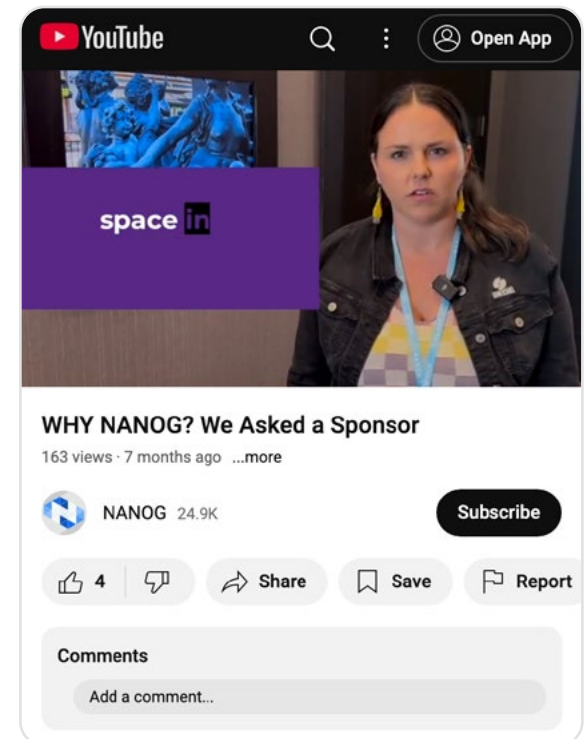 YouTube
Open App
space in
WHY NANOG? We Asked a Sponsor
163 views · 7 months ago ...more
NANOG 24.9K
Subscribe
4
Share
Save
Report
Comments
Add a comment...